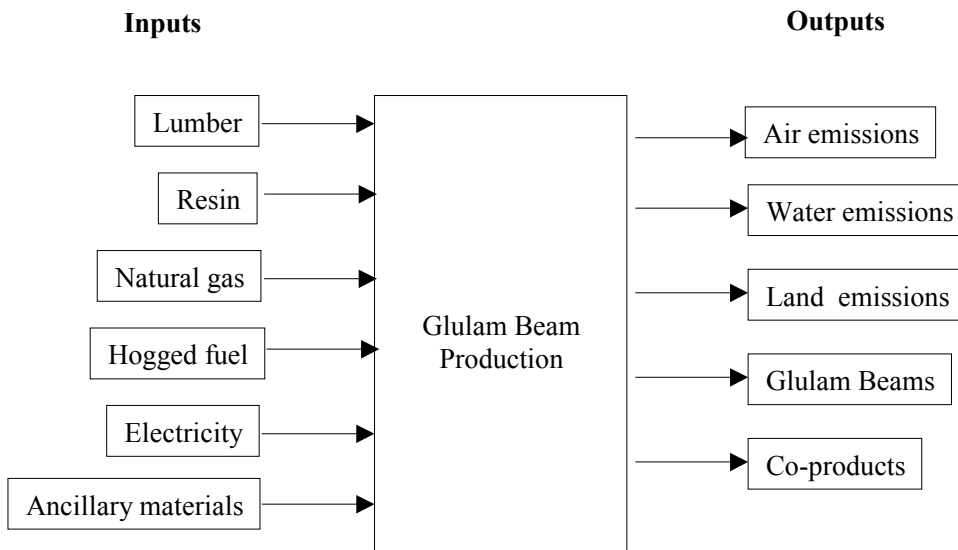 Inputs
Outputs
Lumber
Resin
Natural gas
Hogged fuel
Electricity
Ancillary materials
Glulam Beam
Production
Air emissions
Water emissions
Land emissions
Glulam Beams
Co-products